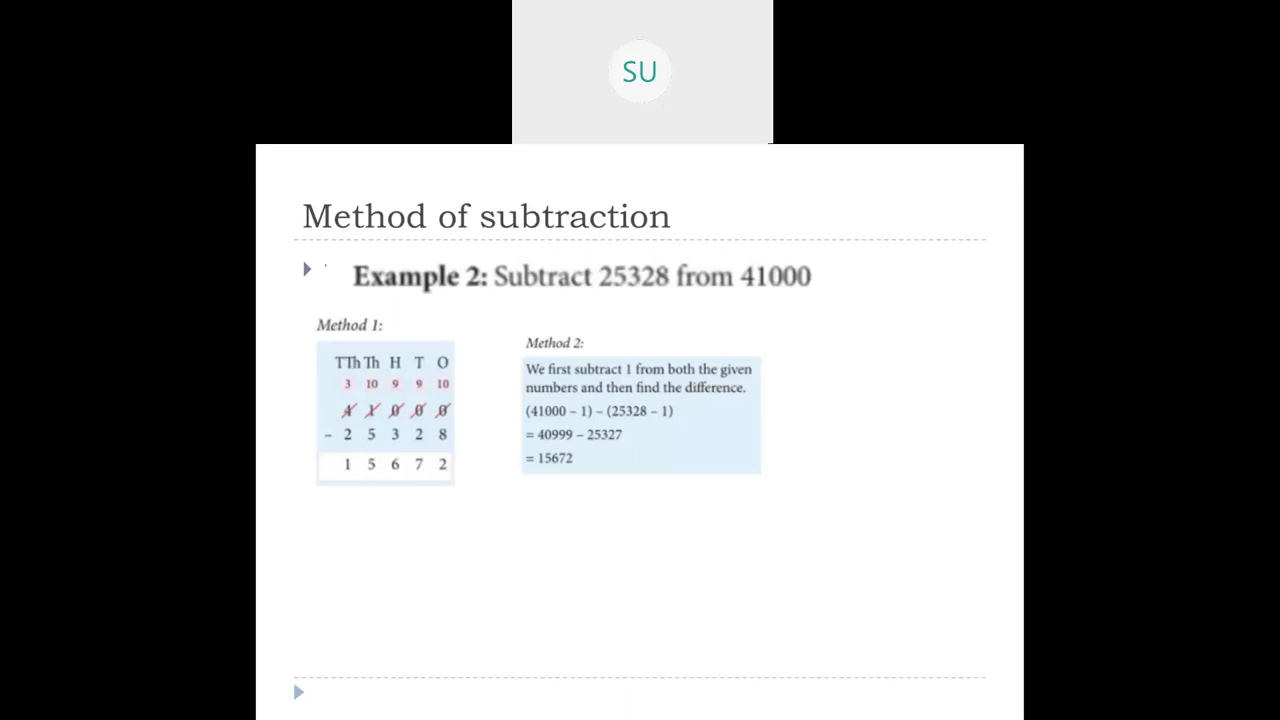 SU
Method of subtraction
Example 2: Subtract 25328 from 41000
Method 1:
TTh Th H T O
3 10 9 9 10
4 1 0 0 0
- 2 5 3 2 8
1 5 6 7 2
Method 2:
We first subtract 1 from both the given
numbers and then find the difference.
(41000 – 1) – (25328 – 1)
= 40999 – 25327
= 15672